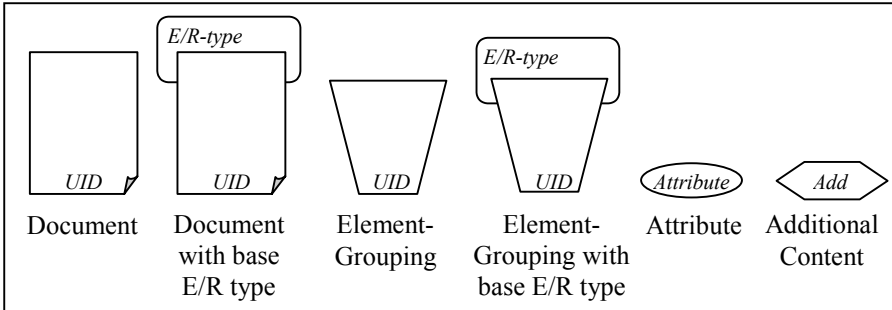 E/R-type
E/R-type
UID
UID
UID
UID
Attribute
Add
Document
Document
with base
E/R type
Element-
Grouping
Element-
Grouping with
base E/R type
Attribute
Additional
Content